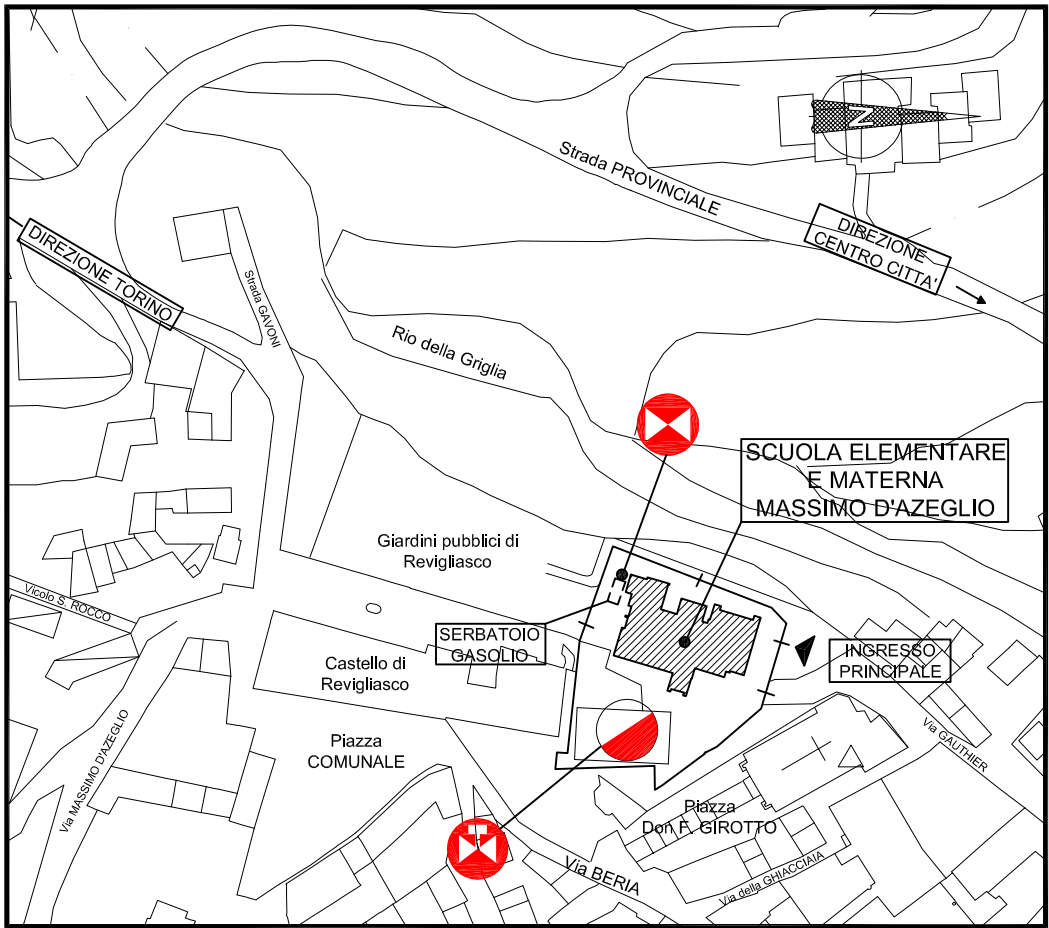 N
Strada PROVINCIALE
DIREZIONE
CENTRO CITTA'
DIREZIONE TORINO
Strada GAVONI
Rio della Griglia
SCUOLA ELEMENTARE
E MATERNA
MASSIMO D'AZEGLIO
Giardini pubblici di
Revigliasco
Vicolo S. ROCCO
SERBATOIO
GASOLIO
INGRESSO
PRINCIPALE
Castello di
Revigliasco
Via MASSIMO D'AZEGLIO
Piazza
COMUNALE
Via GAUTHIER
Piazza
Don F. GIROTTO
Via BERIA
Via della GHIACCIAIA